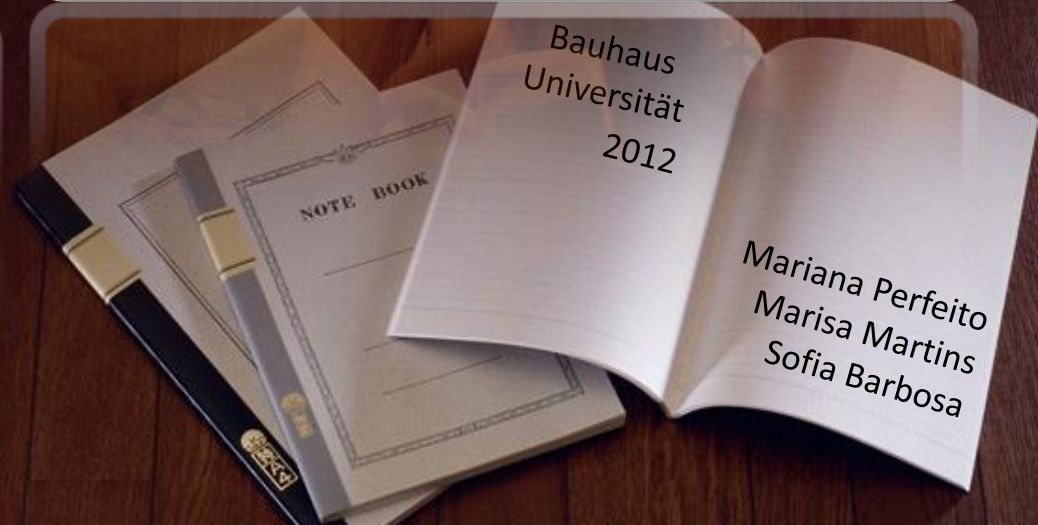 Bauhaus
Universität
2012
NOTE BOOK
Mariana Perfeito
Marisa Martins
Sofia Barbosa